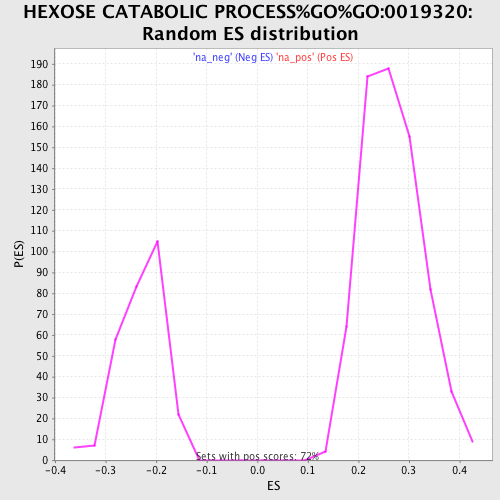 HEXOSE CATABOLIC PROCESS%GO%GO:0019320:
Random ES distribution
'na_neg' (Neg ES) 'na_pos' (Pos ES)
190
180
170
160
150
140
130
120
110
100
90
80
70
60
50
40
30
20
10
0
P(ES)
Sets with pos scores: 72%
-0.4 -0.3 -0.2 -0.1 0.0 0.1 0.2 0.3 0.4
ES